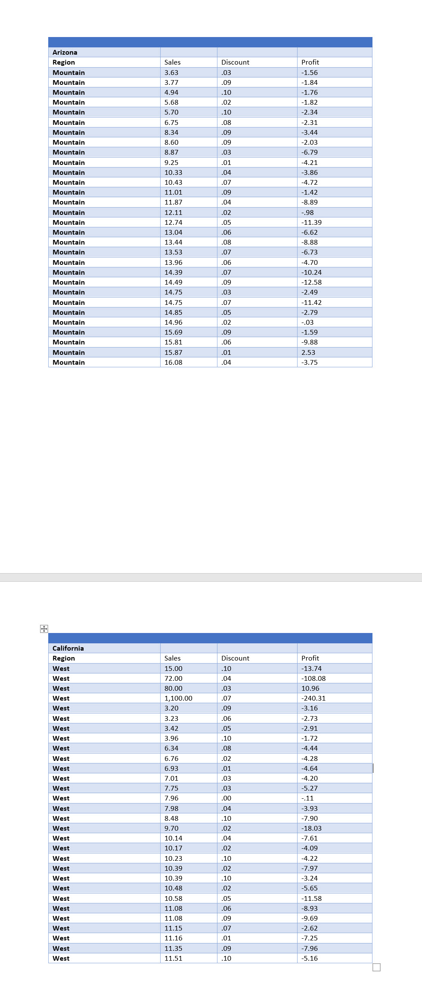 Arizona
Region Sales Discount Profit
Mountain 3.63 .03 -1.56
Mountain 3.77 .09 -1.84
Mountain 4.94 .10 -1.76
Mountain 5.68 .02 -1.82
Mountain 5.70 .10 -2.34
Mountain 6.75 .08 -2.31
Mountain 8.34 .09 -3.44
Mountain 8.60 .09 -2.03
Mountain 8.87 .03 -6.79
Mountain 9.25 .01 -4.21
Mountain 10.33 .04 -3.86
Mountain 10.43 .07 -4.72
Mountain 11.01 .09 -1.42
Mountain 11.87 .04 -8.89
Mountain 12.11 .02 -.98
Mountain 12.74 .05 -11.39
Mountain 13.04 .06 -6.62
Mountain 13.44 .08 -8.88
Mountain 13.53 .07 -6.73
Mountain 13.96 .06 -4.70
Mountain 14.39 .07 -10.24
Mountain 14.49 .09 -12.58
Mountain 14.75 .03 -2.49
Mountain 14.75 .07 -11.42
Mountain 14.85 .05 -2.79
Mountain 14.96 .02 -.03
Mountain 15.69 .09 -1.59
Mountain 15.81 .06 -9.88
Mountain 15.87 .01 2.53
Mountain 16.08 .04 -3.75
California
Region Sales Discount Profit
West 15.00 .10 -13.74
West 72.00 .04 -108.08
West 80.00 .03 10.96
West 1,100.00 .07 -240.31
West 3.20 .09 -3.16
West 3.23 .06 -2.73
West 3.42 .05 -2.91
West 3.96 .10 -1.72
West 6.34 .08 -4.44
West 6.76 .02 -4.28
West 6.93 .01 -4.64
West 7.01 .03 -4.20
West 7.75 .03 -5.27
West 7.96 .00 -.11
West 7.98 .04 -3.93
West 8.48 .10 -7.90
West 9.70 .02 -18.03
West 10.14 .04 -7.61
West 10.17 .02 -4.09
West 10.23 .10 -4.22
West 10.39 .02 -7.97
West 10.39 .10 -3.24
West 10.48 .02 -5.65
West 10.58 .05 -11.58
West 11.08 .06 -8.93
West 11.08 .09 -9.69
West 11.15 .07 -2.62
West 11.16 .01 -7.25
West 11.35 .09 -7.96
West 11.51 .10 -5.16